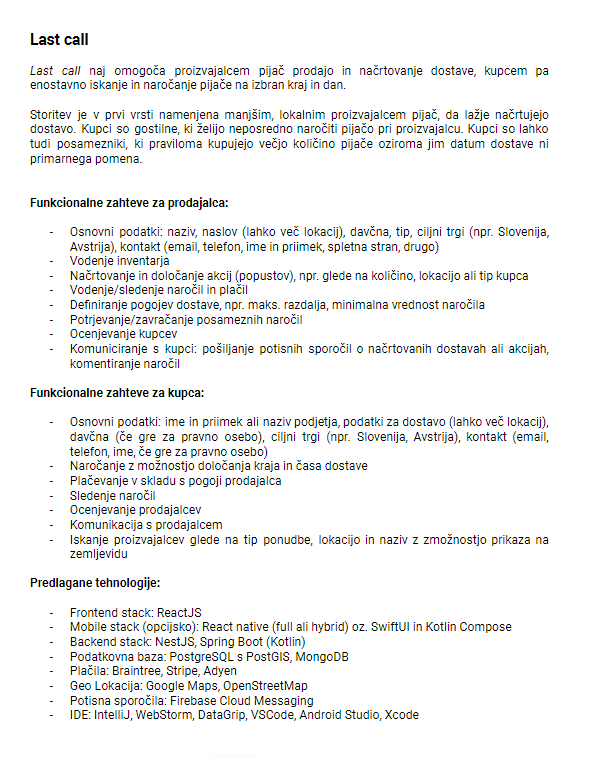 Last call
Last call naj omogoča proizvajalcem pijač prodajo in načrtovanje dostave, kupcem pa
enostavno iskanje in naročanje pijače na izbran kraj in dan.
Storitev je v prvi vrsti namenjena manjšim, lokalnim proizvajalcem pijač, da lažje načrtujejo
dostavo. Kupci so gostilne, ki želijo neposredno naročiti pijačo pri proizvajalcu. Kupci so lahko
tudi posamezniki, ki praviloma kupujejo večjo količino pijače oziroma jim datum dostave ni
primarnega pomena.
Funkcionalne zahteve za prodajalca:
- Osnovni podatki: naziv, naslov (lahko več lokacij), davčna, tip, ciljni trgi (npr. Slovenija,
Avstrija), kontakt (email, telefon, ime in priimek, spletna stran, drugo)
- Vodenje inventarja
- Načrtovanje in določanje akcij (popustov), npr. glede na količino, lokacijo ali tip kupca
- Vodenje/sledenje naročil in plačil
- Definiranje pogojev dostave, npr. maks. razdalja, minimalna vrednost naročila
- Potrjevanje/zavračanje posameznih naročil
- Ocenjevanje kupcev
- Komuniciranje s kupci: pošiljanje potisnih sporočil o načrtovanih dostavah ali akcijah,
komentiranje naročil
Funkcionalne zahteve za kupca:
- Osnovni podatki: ime in priimek ali naziv podjetja, podatki za dostavo (lahko več lokacij),
davčna (če gre za pravno osebo), ciljni trgi (npr. Slovenija, Avstrija), kontakt (email,
telefon, ime, če gre za pravno osebo)
- Naročanje z možnostjo določanja kraja in časa dostave
- Plačevanje v skladu s pogoji prodajalca
- Sledenje naročil
- Ocenjevanje prodajalcev
- Komunikacija s prodajalcem
- Iskanje proizvajalcev glede na tip ponudbe, lokacijo in naziv z zmožnostjo prikaza na
zemljevidu
Predlagane tehnologije:
- Frontend stack: ReactJS
- Mobile stack (opcijsko): React native (full ali hybrid) oz. SwiftUI in Kotlin Compose
- Backend stack: NestJS, Spring Boot (Kotlin)
- Podatkovna baza: PostgreSQL s PostGIS, MongoDB
- Plačila: Braintree, Stripe, Adyen
- Geo Lokacija: Google Maps, OpenStreetMap
- Potisna sporočila: Firebase Cloud Messaging
- IDE: IntelliJ, WebStorm, DataGrip, VSCode, Android Studio, Xcode